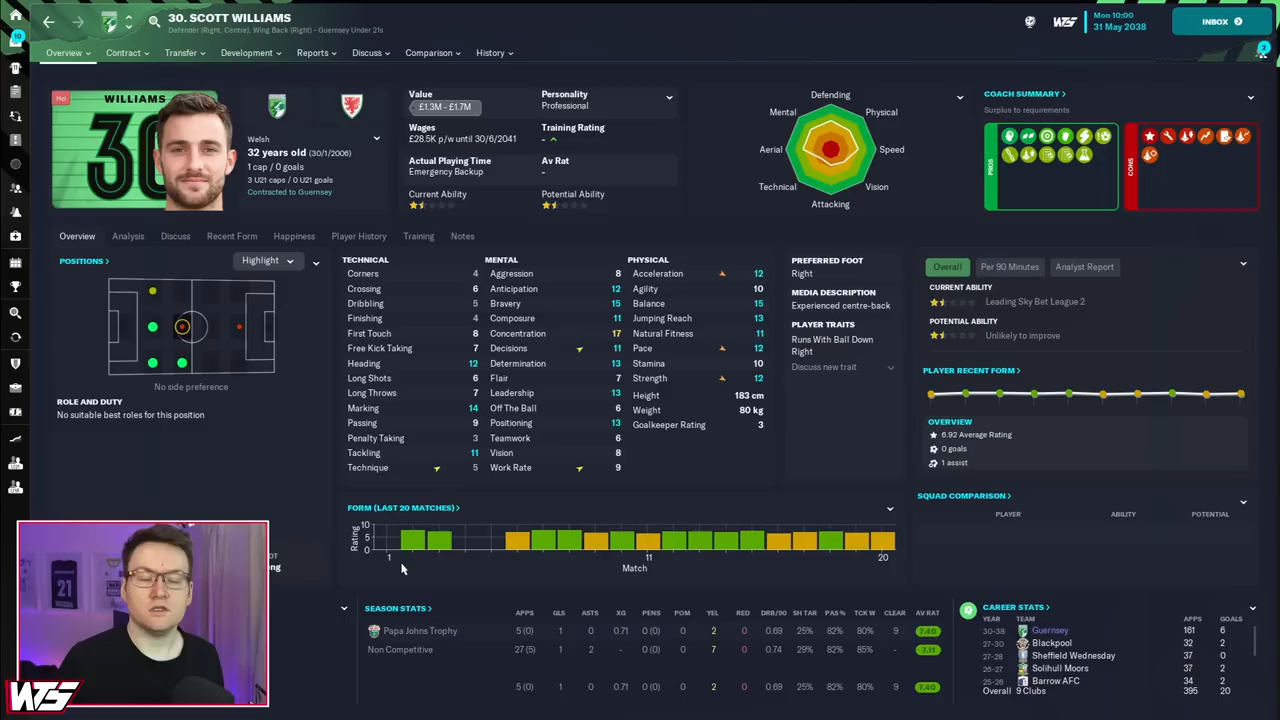 30. SCOTT WILLIAMS
Defender (Right, Centre), Wing Back (Right) - Guernsey Under 21s
WTS
Mon 10:00
31 May 2038
INBOX
10
2
Overview Contract Transfer Development Reports Discuss Comparison History
Hol
WILLIAMS
30
Welsh
32 years old (30/1/2006)
1 cap / 0 goals
3 U21 caps / 0 U21 goals
Contracted to Guernsey
Value
£1.3M - £1.7M
Personality
Professional
Wages
£28.5K p/w until 30/6/2041
Training Rating
-
Actual Playing Time
Emergency Backup
Av Rat
-
Current Ability
Potential Ability
Defending
Mental Physical
Aerial Speed
Technical Vision
Attacking
COACH SUMMARY
Surplus to requirements
PROS
CONS
Overview Analysis Discuss Recent Form Happiness Player History Training Notes
POSITIONS
Highlight
No side preference
ROLE AND DUTY
No suitable best roles for this position
TECHNICAL
Corners 4
Crossing 6
Dribbling 5
Finishing 4
First Touch 8
Free Kick Taking 7
Heading 12
Long Shots 6
Long Throws 7
Marking 14
Passing 9
Penalty Taking 3
Tackling 11
Technique 5
MENTAL
Aggression 8
Anticipation 12
Bravery 15
Composure 11
Concentration 17
Decisions 11
Determination 13
Flair 7
Leadership 13
Off The Ball 6
Positioning 13
Teamwork 6
Vision 8
Work Rate 9
PHYSICAL
Acceleration 12
Agility 10
Balance 15
Jumping Reach 13
Natural Fitness 11
Pace 12
Stamina 10
Strength 12
Height 183 cm
Weight 80 kg
Goalkeeper Rating 3
PREFERRED FOOT
Right
MEDIA DESCRIPTION
Experienced centre-back
PLAYER TRAITS
Runs With Ball Down
Right
Discuss new trait
Overall Per 90 Minutes Analyst Report
CURRENT ABILITY
Leading Sky Bet League 2
POTENTIAL ABILITY
Unlikely to improve
PLAYER RECENT FORM
OVERVIEW
6.92 Average Rating
0 goals
1 assist
SQUAD COMPARISON
PLAYER ABILITY POTENTIAL
FORM (LAST 20 MATCHES)
Rating
10
5
0
1 11 20
Match
SEASON STATS APPS GLS ASTS XG PENS POM YEL RED DRB/90 SH TAR PAS % TCK W CLEAR AV RAT
Papa Johns Trophy 5 (0) 1 0 0.71 0 (0) 0 2 0 0.69 25% 82% 80% 9 7.40
Non Competitive 27 (5) 1 2 - 0 (0) 0 7 0 0.74 29% 82% 85% - 7.11
5 (0) 1 0 0.71 0 (0) 0 2 0 0.69 25% 82% 80% 9 7.40
CAREER STATS
YEAR TEAM APPS GOALS
30-38 Guernsey 161 6
27-30 Blackpool 32 2
27-28 Sheffield Wednesday 37 0
26-27 Solihull Moors 37 2
25-26 Barrow AFC 34 2
Overall 9 Clubs 395 20
21
WTS